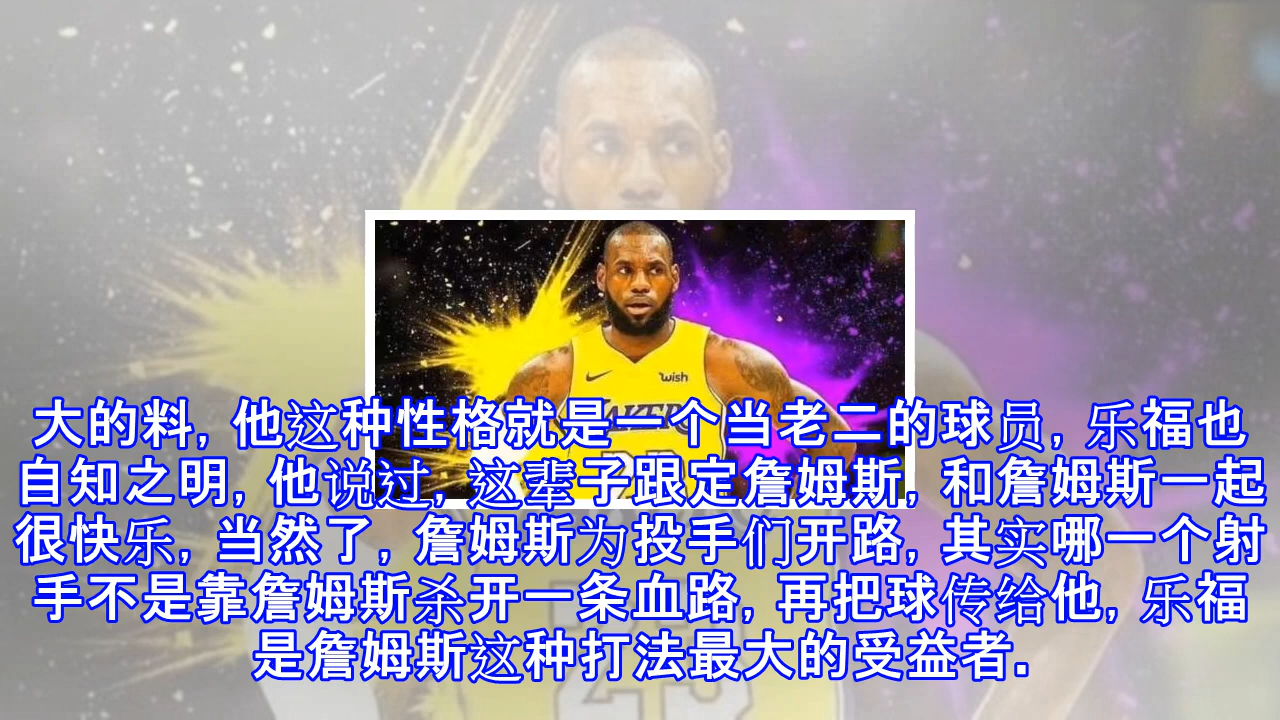 wish
大的料, 他这种性格就是一个当老二的球员, 乐福也
自知之明, 他说过, 这辈子跟定詹姆斯, 和詹姆斯一起
很快乐, 当然了, 詹姆斯为投手们开路, 其实哪一个射
手不是靠詹姆斯杀开一条血路, 再把球传给他, 乐福
是詹姆斯这种打法最大的受益者.